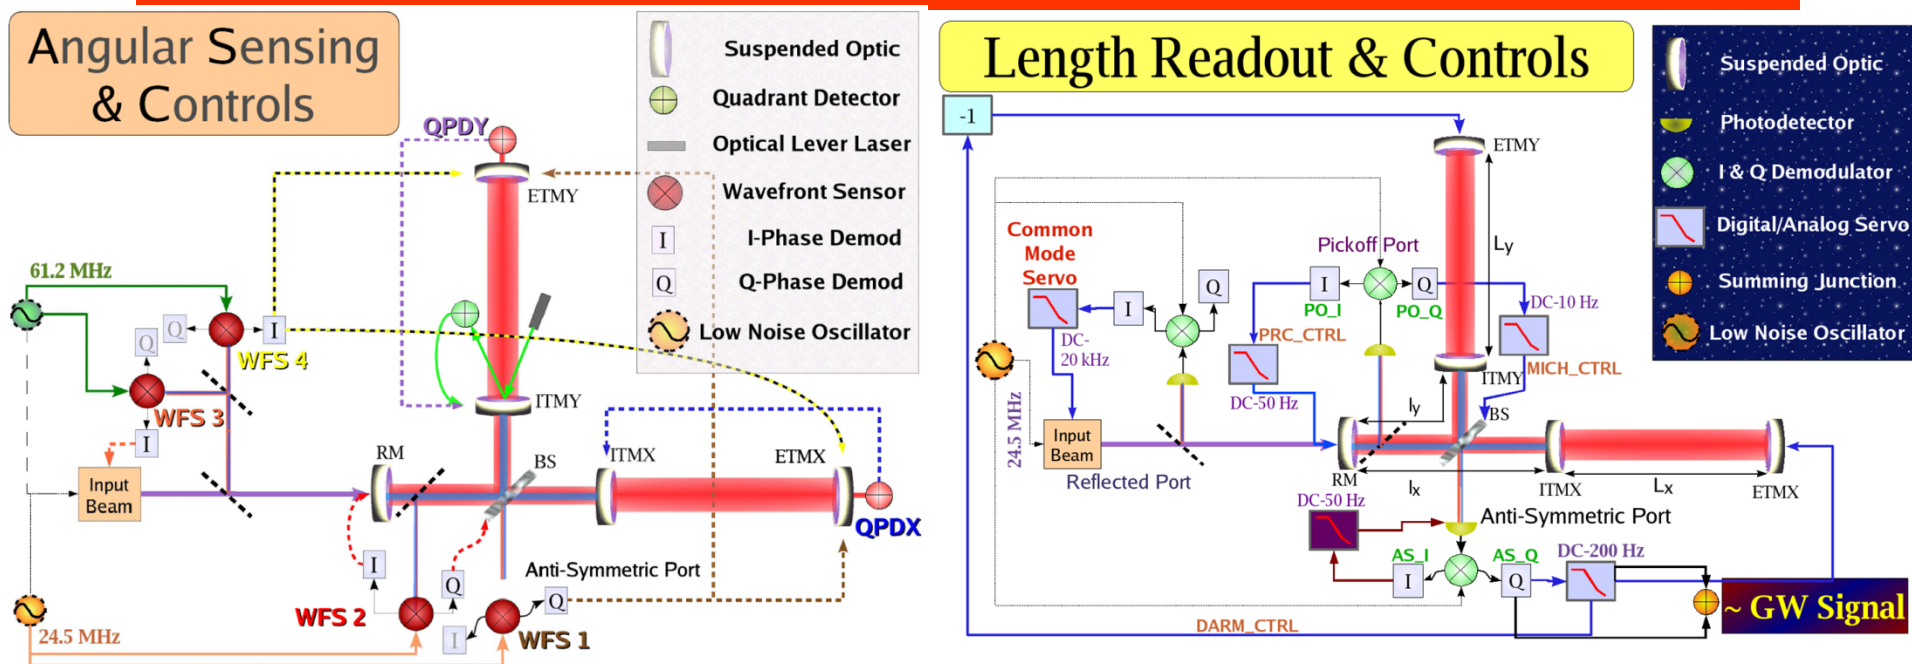 Angular Sensing
& Controls
Suspended Optic
Quadrant Detector
Optical Lever Laser
Wavefront Sensor
I
I-Phase Demod
Q
Q-Phase Demod
Low Noise Oscillator
QPDY
ETMY
61.2 MHz
Q
Q
I
WFS 4
WFS 3
I
ITMY
Input
Beam
RM
BS
ITMX
ETMX
QPDX
I
Q
Anti-Symmetric Port
WFS 2
I
Q
WFS 1
24.5 MHz
Length Readout & Controls
Suspended Optic
Photodetector
I & Q Demodulator
Digital/Analog Servo
Summing Junction
Low Noise Oscillator
-1
ETMY
Common
Mode
Servo
Pickoff Port
Ly
I
Q
I
Q
PO_I
PO_Q
DC-10 Hz
DC-
20 kHz
PRC_CTRL
MICH_CTRL
ITMY
DC-50 Hz
ly
BS
24.5 MHz
Input
Beam
Reflected Port
RM
lx
ITMX
Lx
ETMX
DC-50 Hz
Anti-Symmetric Port
AS_I
AS_Q
DC-200 Hz
I
Q
DARM_CTRL
~ GW Signal